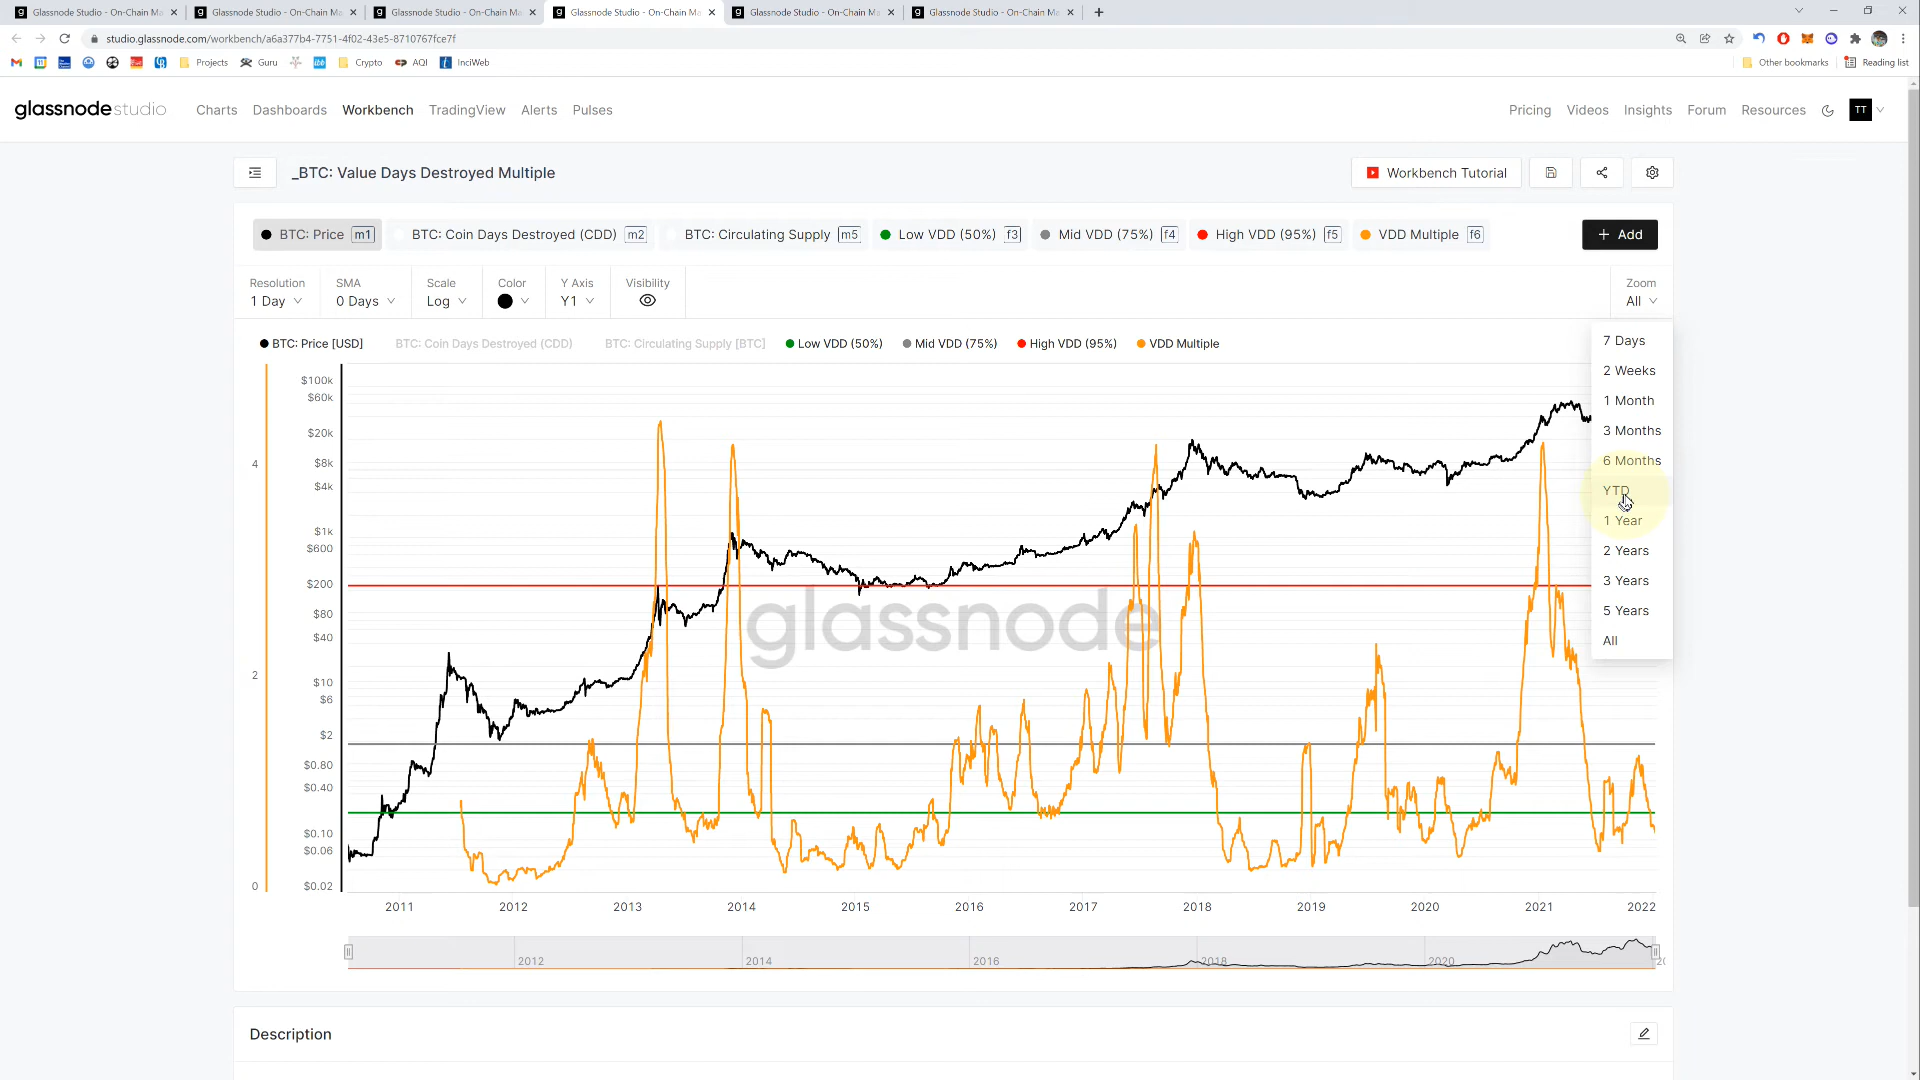 Glassnode Studio - On-Chain Ma
Glassnode Studio - On-Chain Ma
Glassnode Studio - On-Chain Ma
Glassnode Studio - On-Chain Ma
Glassnode Studio - On-Chain Ma
Glassnode Studio - On-Chain Ma
studio.glassnode.com/workbench/a6a377b4-7751-4f02-43e5-8710767fce7f
Projects
Guru
Crypto
AQI
InciWeb
Other bookmarks
Reading list
glassnodestudio
Charts
Dashboards
Workbench
TradingView
Alerts
Pulses
Pricing
Videos
Insights
Forum
Resources
TT
_BTC: Value Days Destroyed Multiple
Workbench Tutorial
BTC: Price m1
BTC: Coin Days Destroyed (CDD) m2
BTC: Circulating Supply m5
Low VDD (50%) f3
Mid VDD (75%) f4
High VDD (95%) f5
VDD Multiple f6
+ Add
Resolution
1 Day
SMA
0 Days
Scale
Log
Color
Y Axis
Y1
Visibility
Zoom
All
7 Days
2 Weeks
1 Month
3 Months
6 Months
YTD
1 Year
2 Years
3 Years
5 Years
All
BTC: Price [USD]
BTC: Coin Days Destroyed (CDD)
BTC: Circulating Supply [BTC]
Low VDD (50%)
Mid VDD (75%)
High VDD (95%)
VDD Multiple
4
2
0
$100k
$60k
$20k
$8k
$4k
$1k
$600
$200
$80
$40
$10
$6
$2
$0.80
$0.40
$0.10
$0.06
$0.02
glassnode
2011 2012 2013 2014 2015 2016 2017 2018 2019 2020 2021 2022
2012 2014 2016 2018 2020
Description